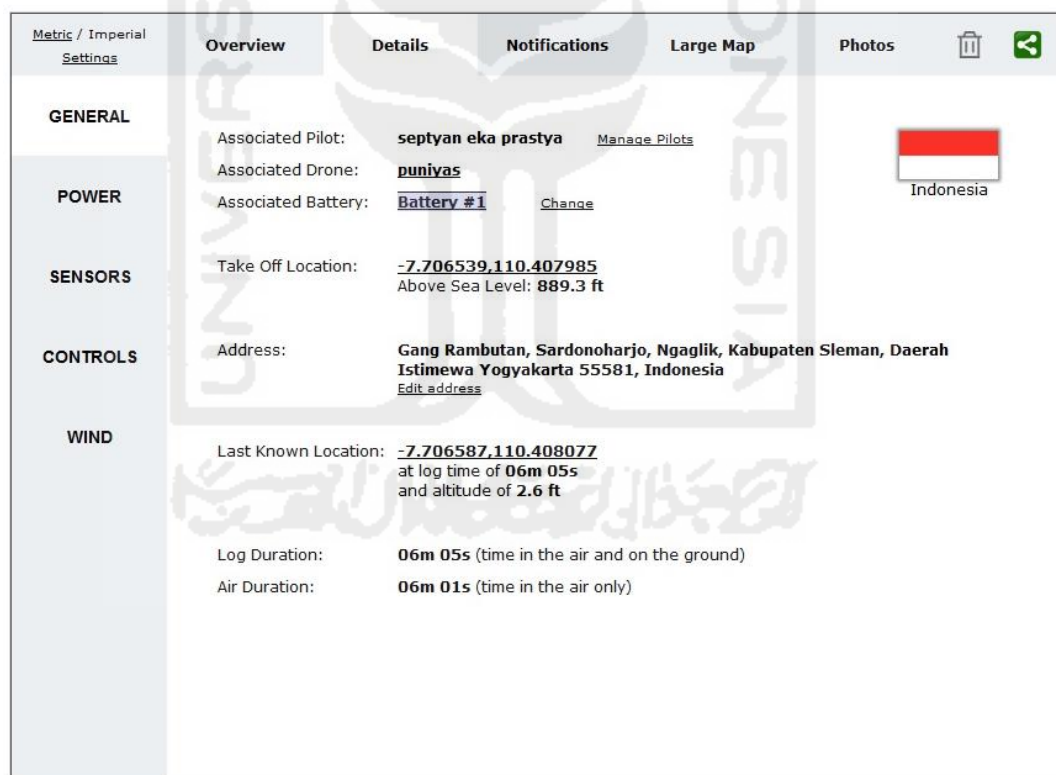 Metric / Imperial
Settings
Overview Details Notifications Large Map Photos
GENERAL
POWER
SENSORS
CONTROLS
WIND
Associated Pilot: septyan eka prastya Manage Pilots
Associated Drone: puniyas
Associated Battery: Battery #1 Change
Indonesia
Take Off Location: -7.706539,110.407985
Above Sea Level: 889.3 ft
Address: Gang Rambutan, Sardonoharjo, Ngaglik, Kabupaten Sleman, Daerah
Istimewa Yogyakarta 55581, Indonesia
Edit address
Last Known Location: -7.706587,110.408077
at log time of 06m 05s
and altitude of 2.6 ft
Log Duration: 06m 05s (time in the air and on the ground)
Air Duration: 06m 01s (time in the air only)
UNIVERS
ONESIA